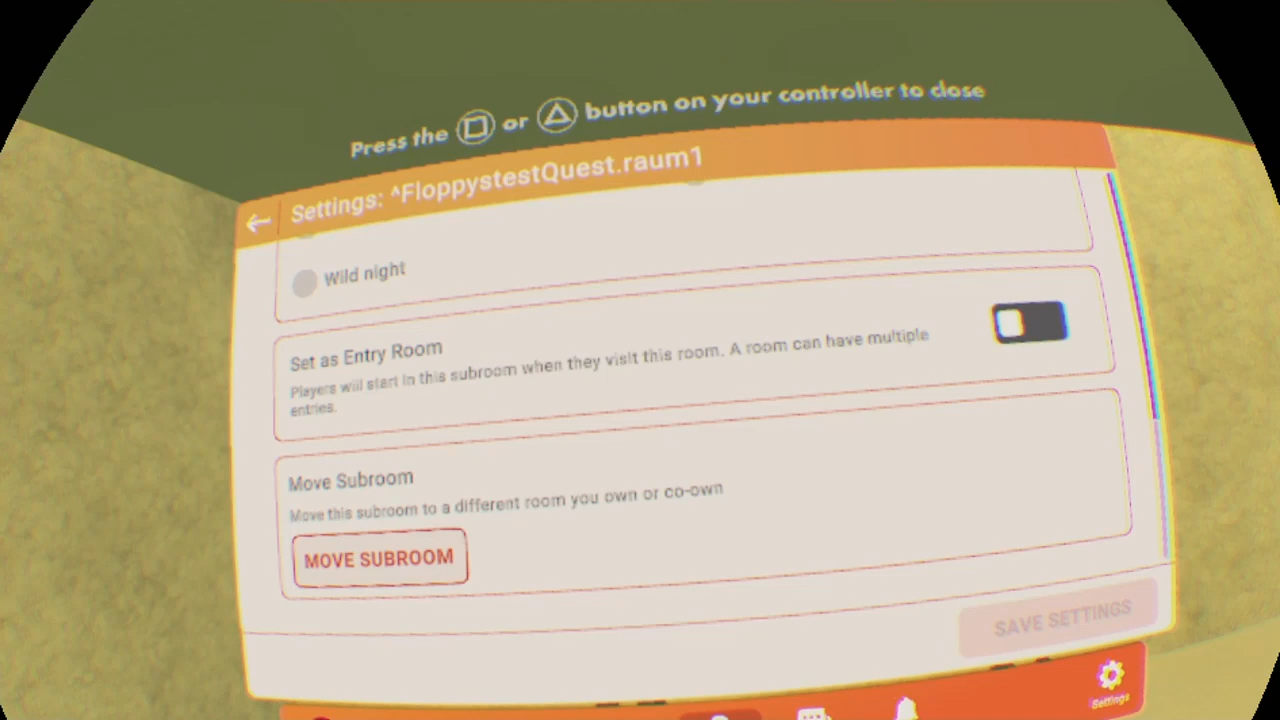 Press the □ or △ button on your controller to close
Settings: ^FloppystestQuest.raum1
Wild night
Set as Entry Room
Players will start in this subroom when they visit this room. A room can have multiple
entries.
Move Subroom
Move this subroom to a different room you own or co-own
MOVE SUBROOM
SAVE SETTINGS
Settings